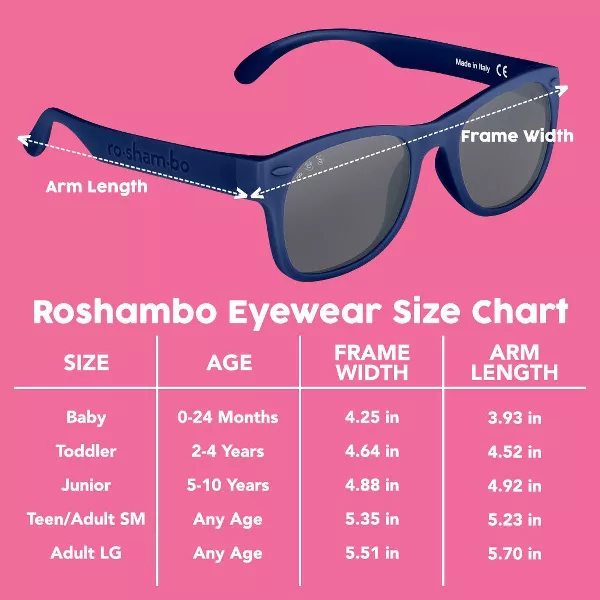 Made in Italy CE
Frame Width
ro·sham·bo
Arm Length
Roshambo Eyewear Size Chart
SIZE AGE FRAME WIDTH ARM LENGTH
Baby 0-24 Months 4.25 in 3.93 in
Toddler 2-4 Years 4.64 in 4.52 in
Junior 5-10 Years 4.88 in 4.92 in
Teen/Adult SM Any Age 5.35 in 5.23 in
Adult LG Any Age 5.51 in 5.70 in